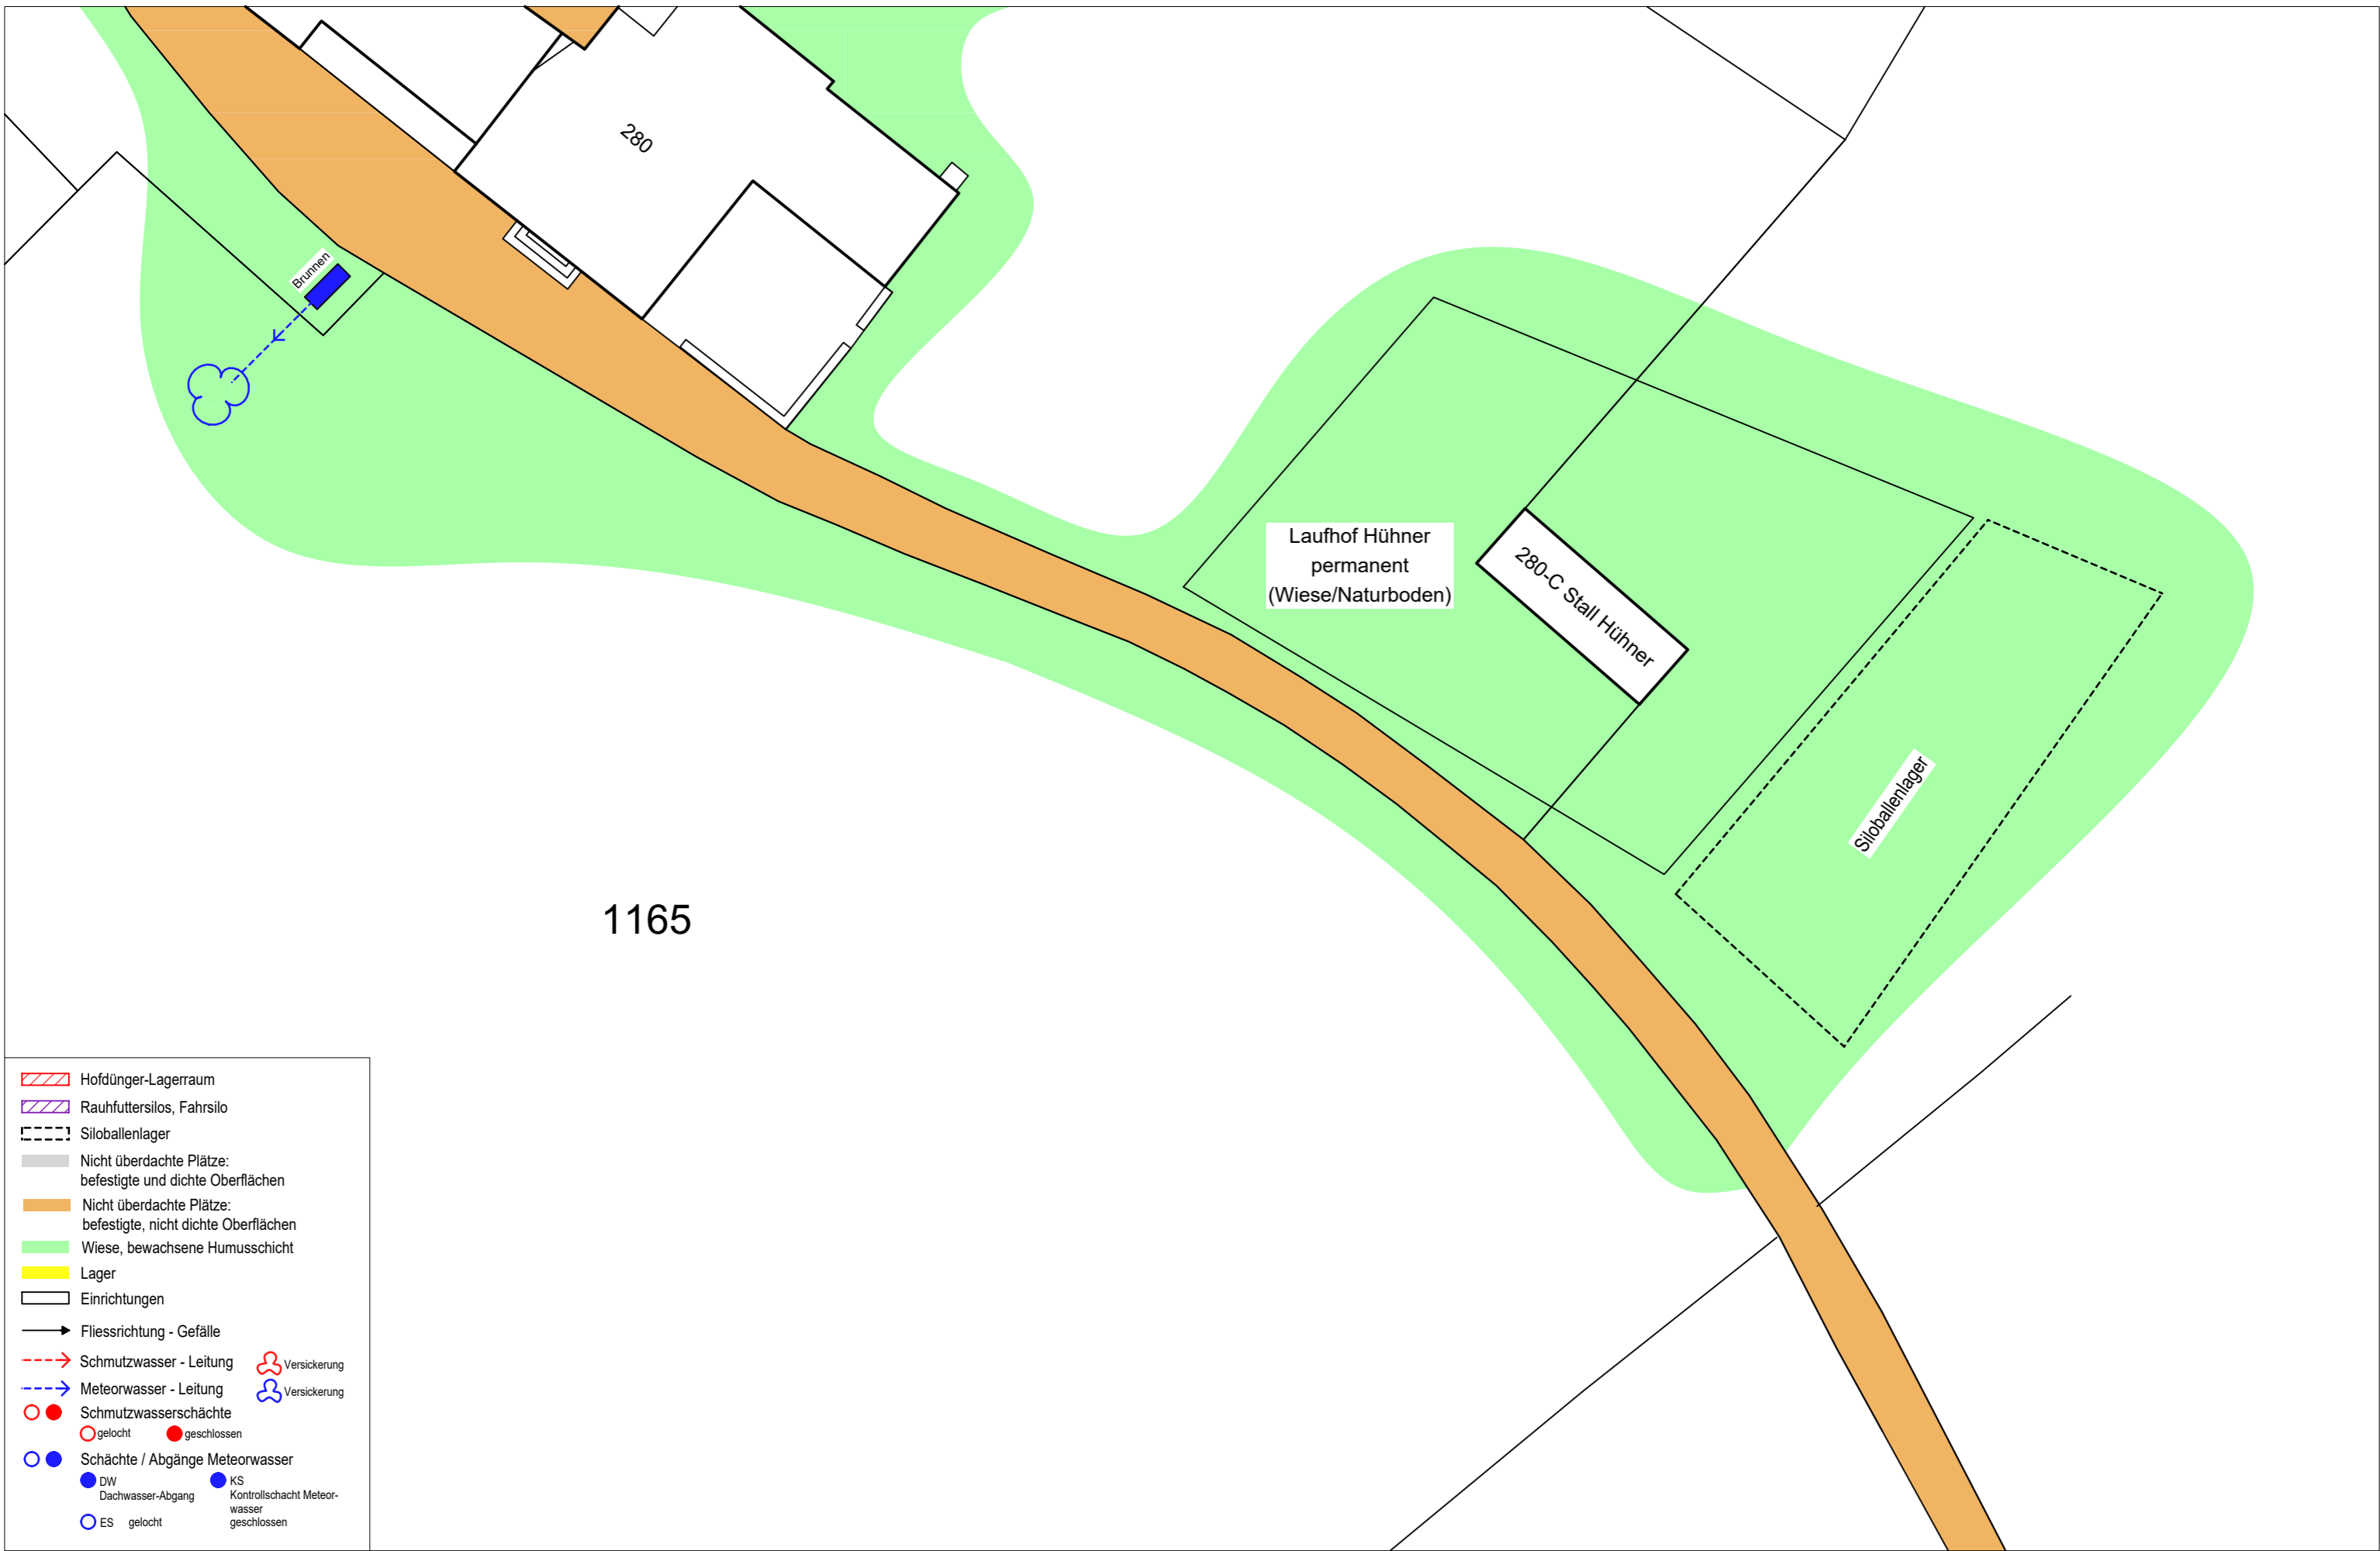 280
Brunnen
Laufhof Hühner
permanent
(Wiese/Naturboden)
280-C Stall Hühner
Siloballenlager
1165
Hofdünger-Lagerraum
Rauhfuttersilos, Fahrsilo
Siloballenlager
Nicht überdachte Plätze:
befestigte und dichte Oberflächen
Nicht überdachte Plätze:
befestigte, nicht dichte Oberflächen
Wiese, bewachsene Humusschicht
Lager
Einrichtungen
Fliessrichtung - Gefälle
Schmutzwasser - Leitung Versickerung
Meteorwasser - Leitung Versickerung
Schmutzwasserschächte
gelocht geschlossen
Schächte / Abgänge Meteorwasser
DW KS
Dachwasser-Abgang Kontrollschacht Meteor-
wasser
ES gelocht geschlossen